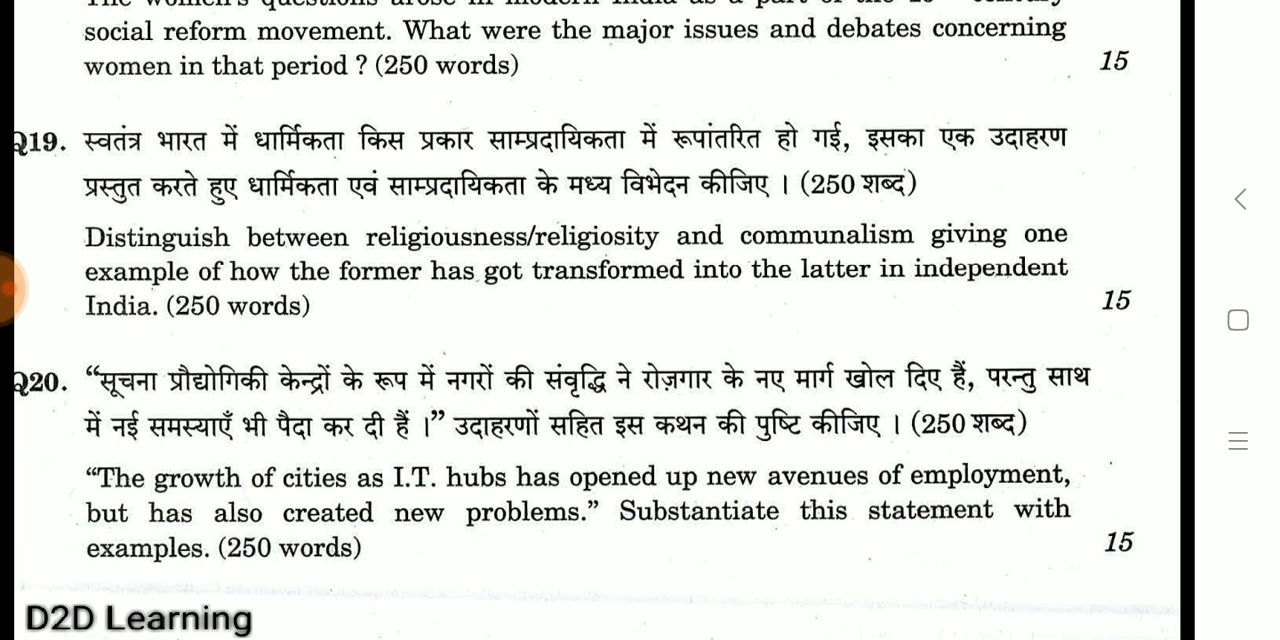 social reform movement. What were the major issues and debates concerning
women in that period ? (250 words)
15
Q19. स्वतंत्र भारत में धार्मिकता किस प्रकार साम्प्रदायिकता में रूपांतरित हो गई, इसका एक उदाहरण
प्रस्तुत करते हुए धार्मिकता एवं साम्प्रदायिकता के मध्य विभेदन कीजिए । (250 शब्द)
Distinguish between religiousness/religiosity and communalism giving one
example of how the former has got transformed into the latter in independent
India. (250 words)
15
Q20. “सूचना प्रौद्योगिकी केन्द्रों के रूप में नगरों की संवृद्धि ने रोज़गार के नए मार्ग खोल दिए हैं, परन्तु साथ
में नई समस्याएँ भी पैदा कर दी हैं ।” उदाहरणों सहित इस कथन की पुष्टि कीजिए । (250 शब्द)
“The growth of cities as I.T. hubs has opened up new avenues of employment,
but has also created new problems.” Substantiate this statement with
examples. (250 words)
15
D2D Learning